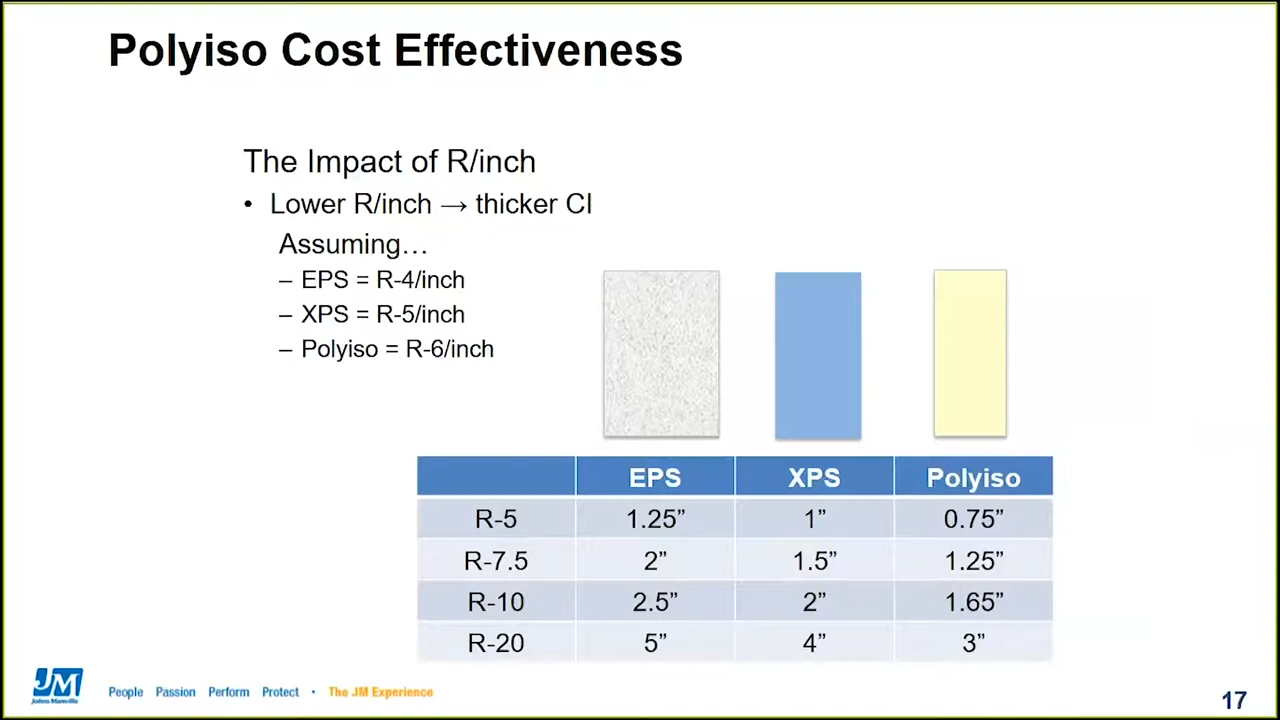 Polyiso Cost Effectiveness
The Impact of R/inch
• Lower R/inch → thicker CI
Assuming…
– EPS = R-4/inch
– XPS = R-5/inch
– Polyiso = R-6/inch
EPS XPS Polyiso
R-5 1.25” 1” 0.75”
R-7.5 2” 1.5” 1.25”
R-10 2.5” 2” 1.65”
R-20 5” 4” 3”
JM
Johns Manville
People Passion Perform Protect • The JM Experience
17